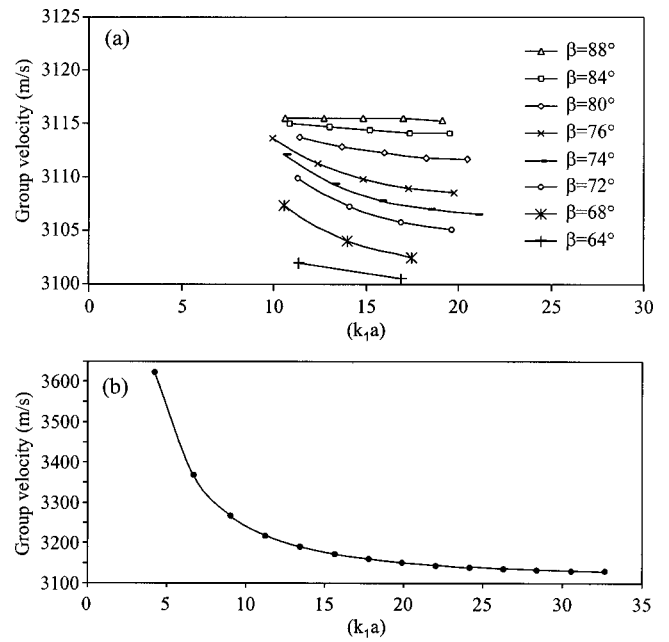 3125
(a)
3120
3115
3110
3105
3100
Group velocity (m/s)
β=88°
β=84°
β=80°
β=76°
β=74°
β=72°
β=68°
β=64°
0 5 10 15 20 25 30
(k₁a)
3600
(b)
3500
3400
3300
3200
3100
Group velocity (m/s)
0 5 10 15 20 25 30 35
(k₁a)